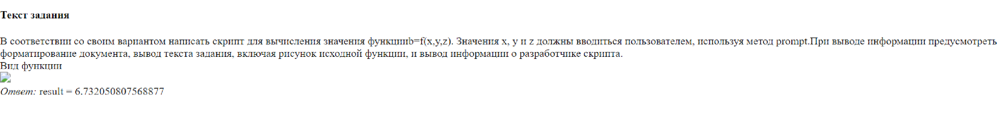 Текст задания
В соответствии со своим вариантом написать скрипт для вычисления значения функцииb=f(x,y,z). Значения x, y и z должны вводиться пользователем, используя метод prompt.При выводе информации предусмотреть
форматирование документа, вывод текста задания, включая рисунок исходной функции, и вывод информации о разработчике скрипта.
Вид функции
Ответ: result = 6.732050807568877